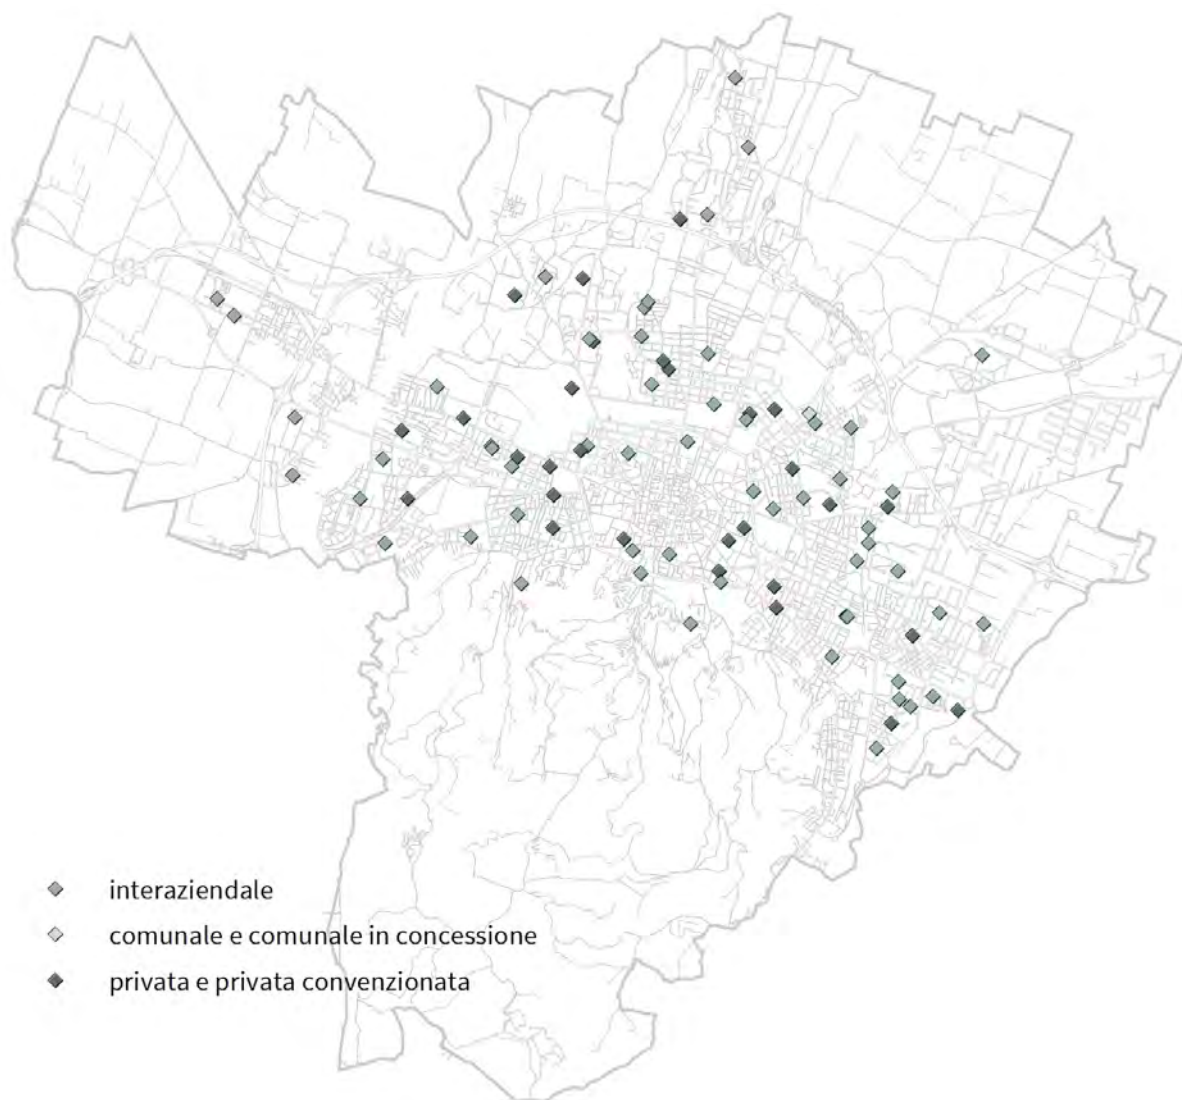 interaziendale
comunale e comunale in concessione
privata e privata convenzionata